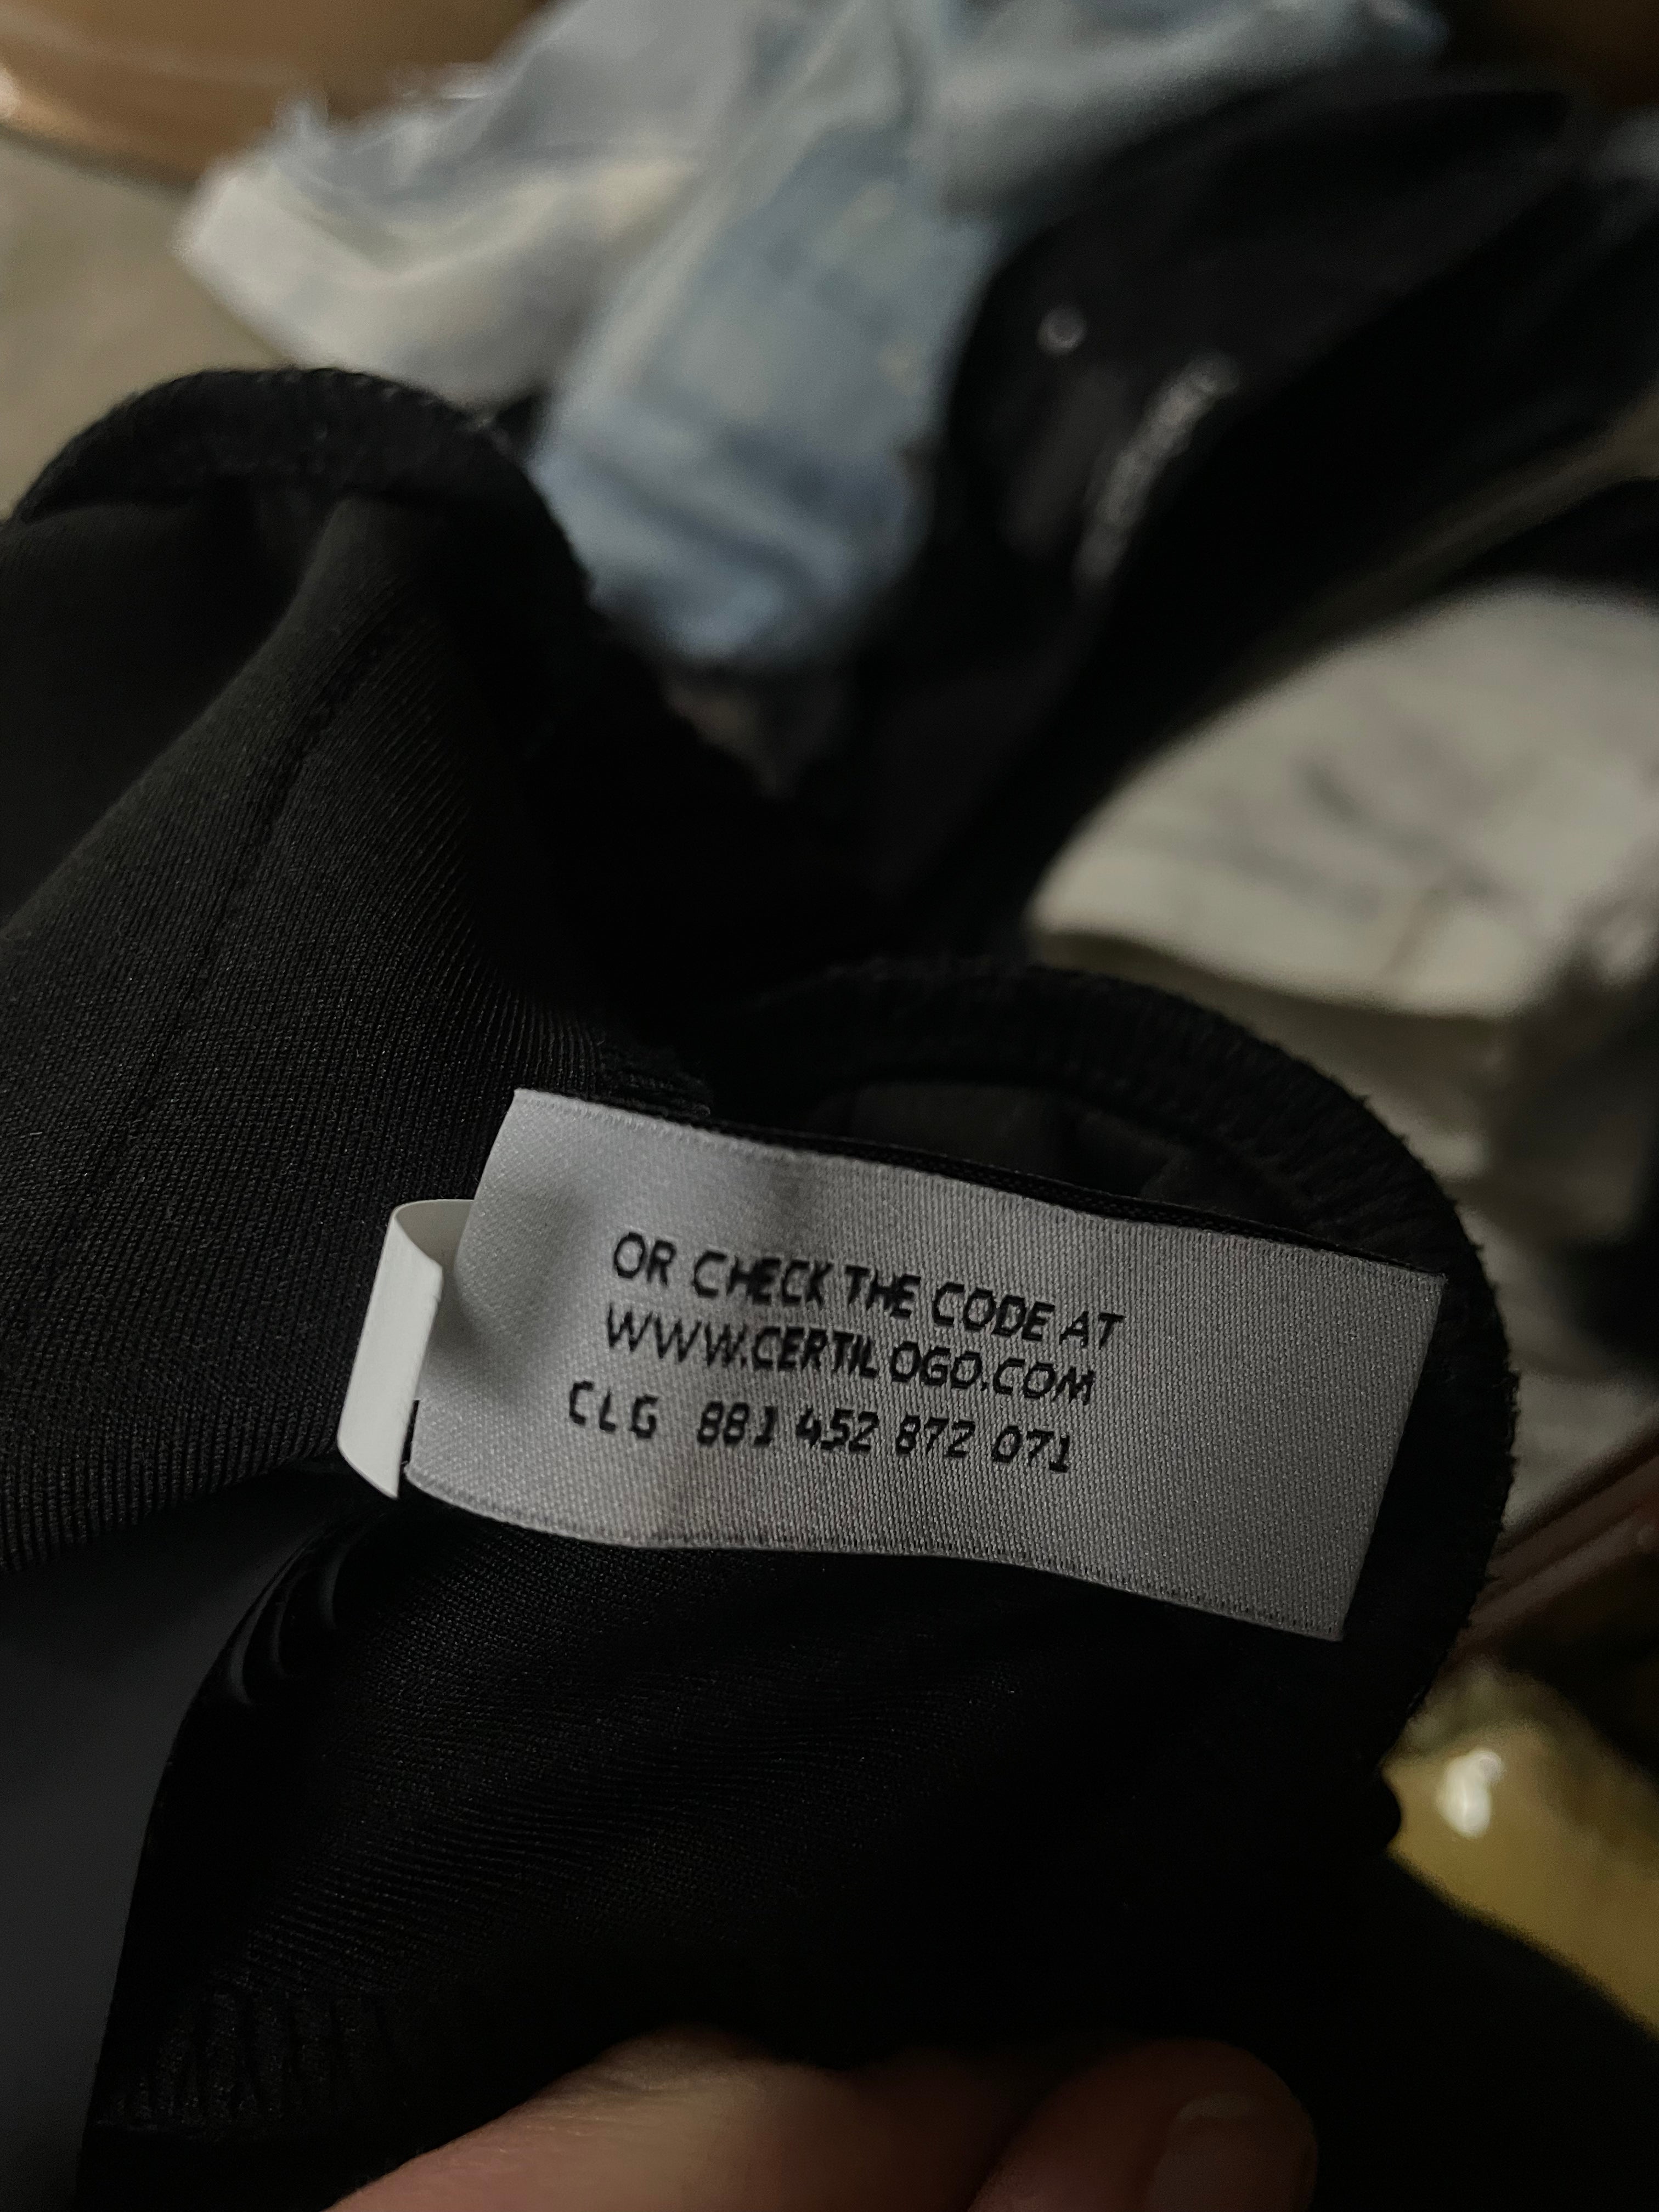 OR CHECK THE CODE AT
WWW.CERTILOGO.COM
CLG 881 452 872 071